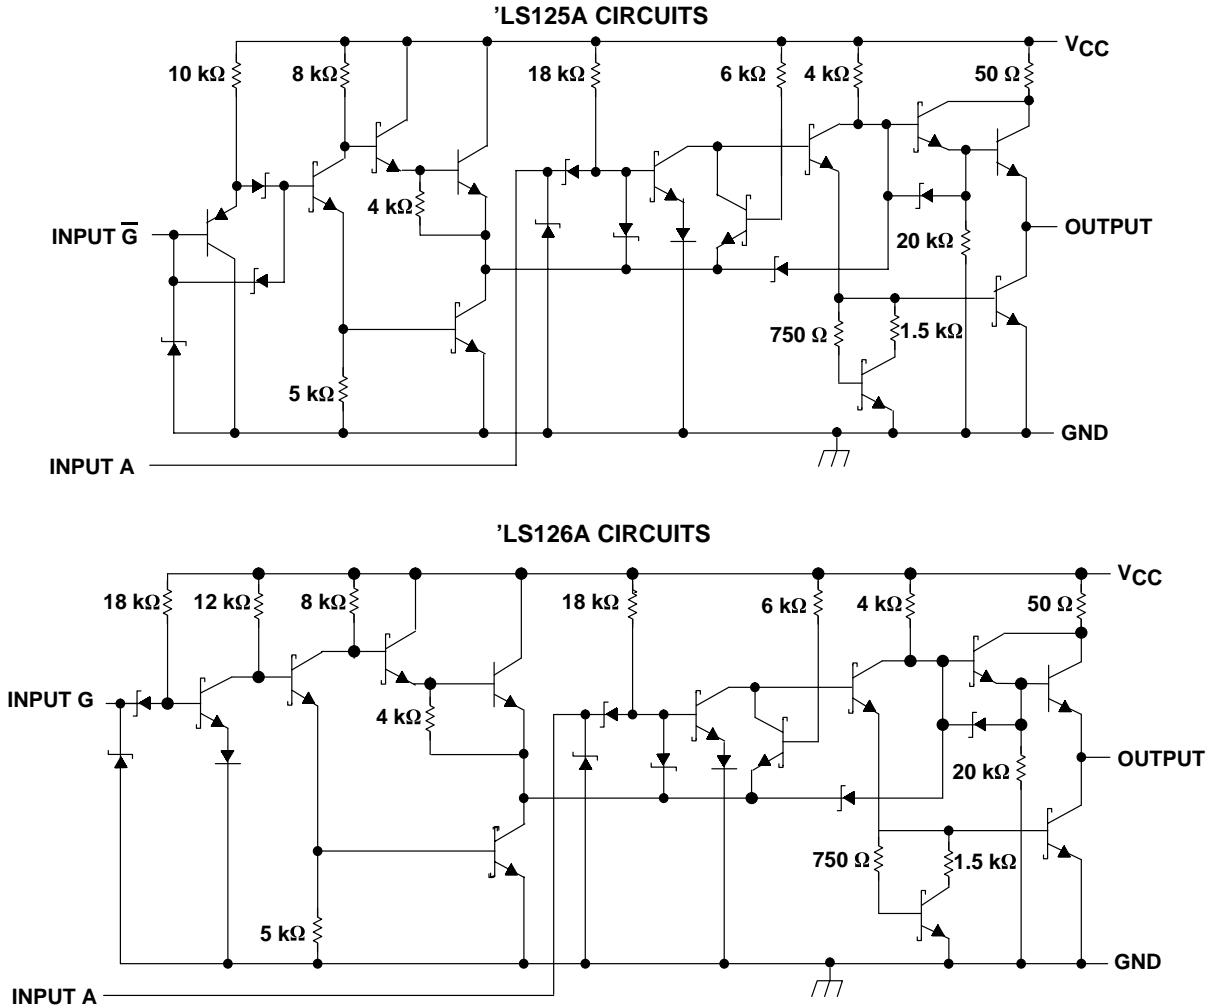 ’LS125A CIRCUITS
VCC
10 kΩ
8 kΩ
18 kΩ
6 kΩ
4 kΩ
50 Ω
4 kΩ
INPUT G̅
OUTPUT
20 kΩ
750 Ω
1.5 kΩ
5 kΩ
GND
INPUT A
’LS126A CIRCUITS
VCC
18 kΩ
12 kΩ
8 kΩ
18 kΩ
6 kΩ
4 kΩ
50 Ω
INPUT G
4 kΩ
OUTPUT
20 kΩ
750 Ω
1.5 kΩ
5 kΩ
GND
INPUT A